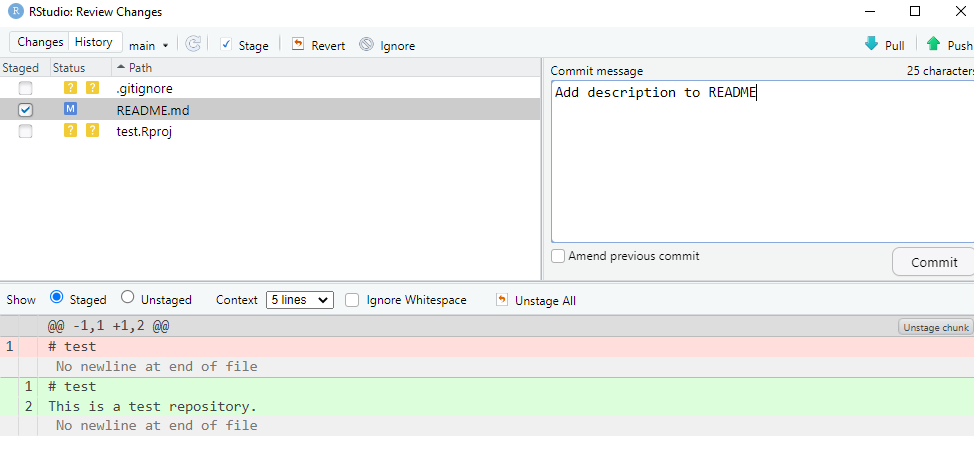 R RStudio: Review Changes
Changes History main Stage Revert Ignore Pull Push
Staged Status Path
? ? .gitignore
M README.md
? ? test.Rproj
Commit message 25 characters
Add description to README
Amend previous commit
Commit
Show Staged Unstaged Context 5 lines Ignore Whitespace Unstage All
@@ -1,1 +1,2 @@ Unstage chunk
1 # test
No newline at end of file
1 # test
2 This is a test repository.
No newline at end of file